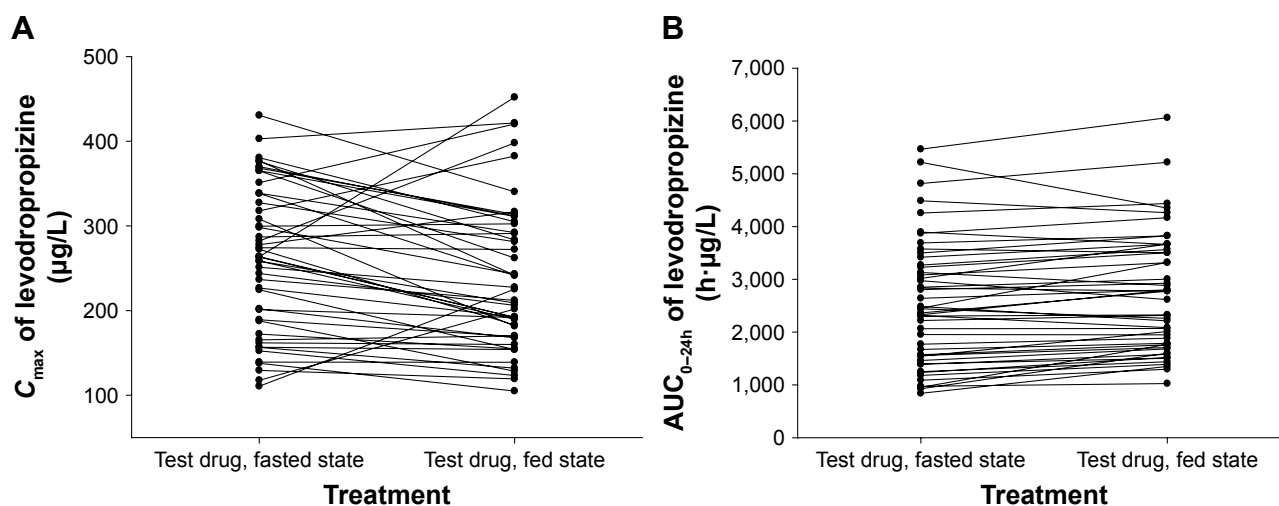 A
C_max of levodropropizine
(µg/L)
500
400
300
200
100
Test drug, fasted state
Test drug, fed state
Treatment
B
AUC_0–24h of levodropropizine
(h·µg/L)
7,000
6,000
5,000
4,000
3,000
2,000
1,000
0
Test drug, fasted state
Test drug, fed state
Treatment